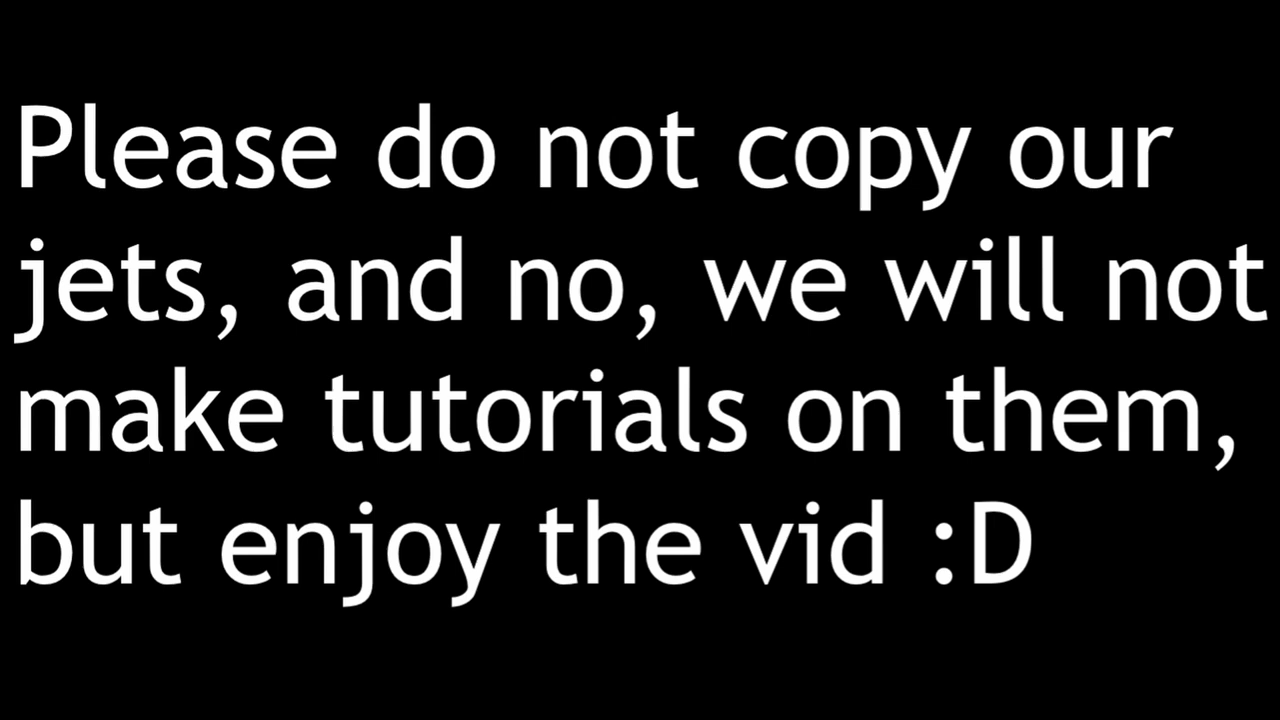 Please do not copy our
jets, and no, we will not
make tutorials on them,
but enjoy the vid :D